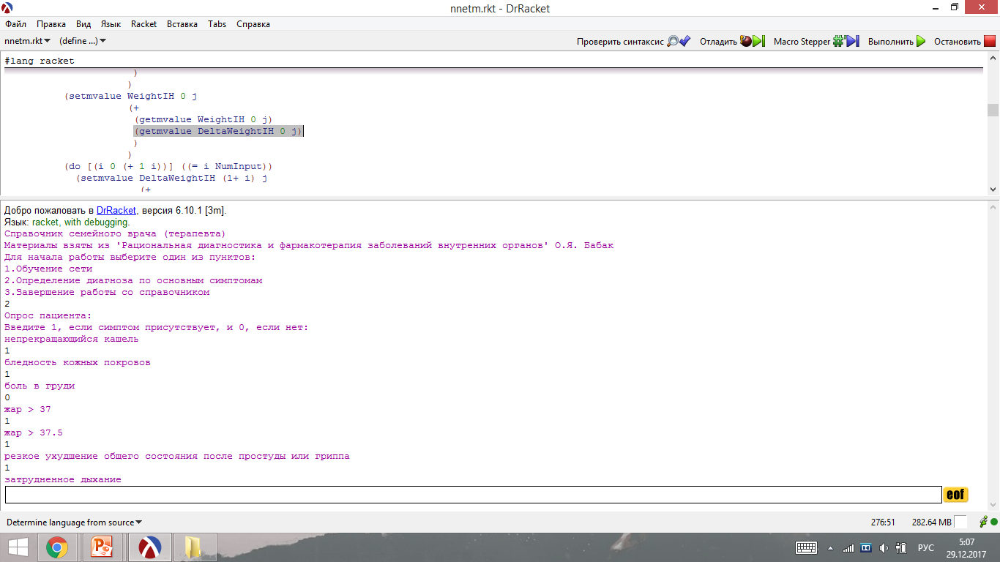 nnetm.rkt - DrRacket
Файл Правка Вид Язык Racket Вставка Tabs Справка
nnetm.rkt (define ...) Проверить синтаксис Отладить Macro Stepper Выполнить Остановить
#lang racket
)
)
(setmvalue WeightIH 0 j
(+
(getmvalue WeightIH 0 j)
(getmvalue DeltaWeightIH 0 j)
)
)
(do [(i 0 (+ 1 i))] ((= i NumInput))
(setmvalue DeltaWeightIH (1+ i) j
(+
Добро пожаловать в DrRacket, версия 6.10.1 [3m].
Язык: racket, with debugging.
Справочник семейного врача (терапевта)
Материалы взяты из 'Рациональная диагностика и фармакотерапия заболеваний внутренних органов' О.Я. Бабак
Для начала работы выберите один из пунктов:
1.Обучение сети
2.Определение диагноза по основным симптомам
3.Завершение работы со справочником
2
Опрос пациента:
Введите 1, если симптом присутствует, и 0, если нет:
непрекращающийся кашель
1
бледность кожных покровов
1
боль в груди
0
жар > 37
1
жар > 37.5
1
резкое ухудшение общего состояния после простуды или гриппа
1
затрудненное дыхание
eof
Determine language from source 276:51 282.64 MB
РУС 5:07
29.12.2017